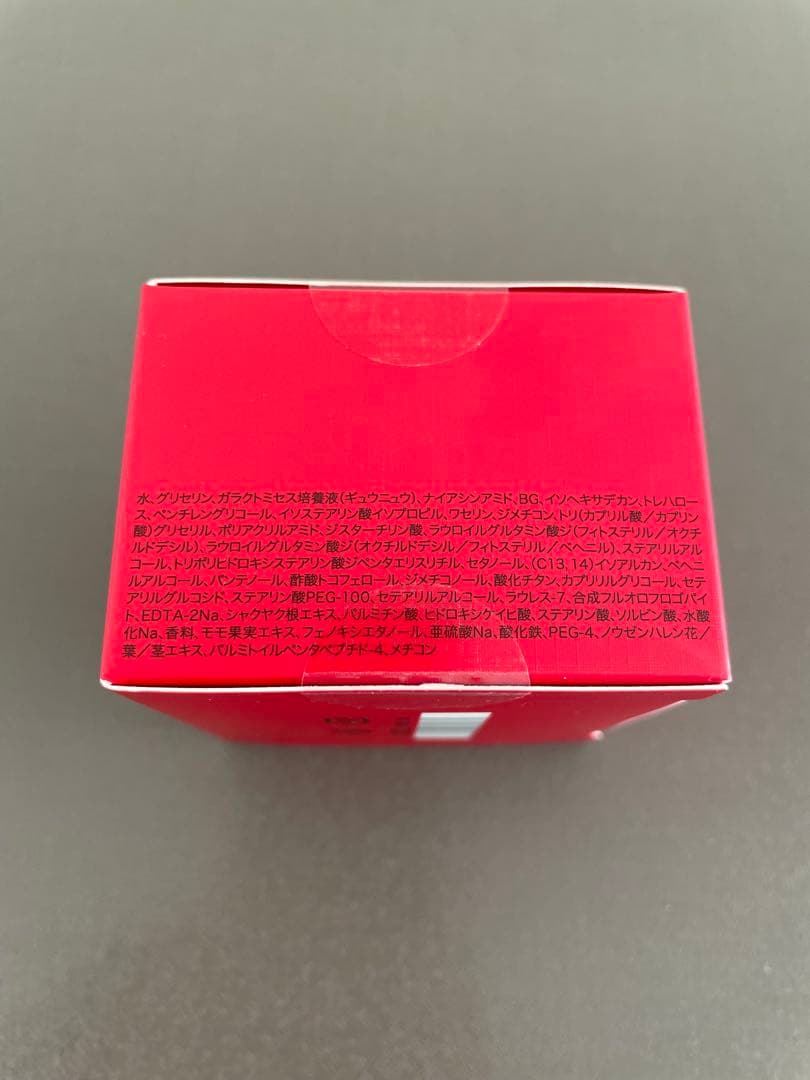 水、グリセリン、ガラクトミセス培養液(ギュウニュウ)、ナイアシンアミド、BG、イソヘキサデカン、トレハロー
ス、ペンチレングリコール、イソステアリン酸イソプロピル、ワセリン、ジメチコン、トリ(カプリル酸/カプリン
酸)グリセリル、ポリアクリルアミド、ジスターチリン酸、ラウロイルグルタミン酸ジ(フィトステリル/オクチ
ルドデシル)、ラウロイルグルタミン酸ジ(オクチルドデシル/フィトステリル/ベヘニル)、ステアリルアル
コール、トリポリヒドロキシステアリン酸ジペンタエリスリチル、セタノール、(C13,14)イソアルカン、ベヘニ
ルアルコール、パンテノール、酢酸トコフェロール、ジメチコノール、酸化チタン、カプリリルグリコール、セテ
アリルグルコシド、ステアリン酸PEG-100、セテアリルアルコール、ラウレス-7、合成フルオロフロゴパイ
ト、EDTA-2Na、シャクヤク根エキス、パルミチン酸、ヒドロキシケイヒ酸、ステアリン酸、ソルビン酸、水酸
化Na、香料、モモ果実エキス、フェノキシエタノール、亜硫酸Na、酸化鉄、PEG-4、ノウゼンハレン花/
葉/茎エキス、パルミトイルペンタペプチド-4、メチコン